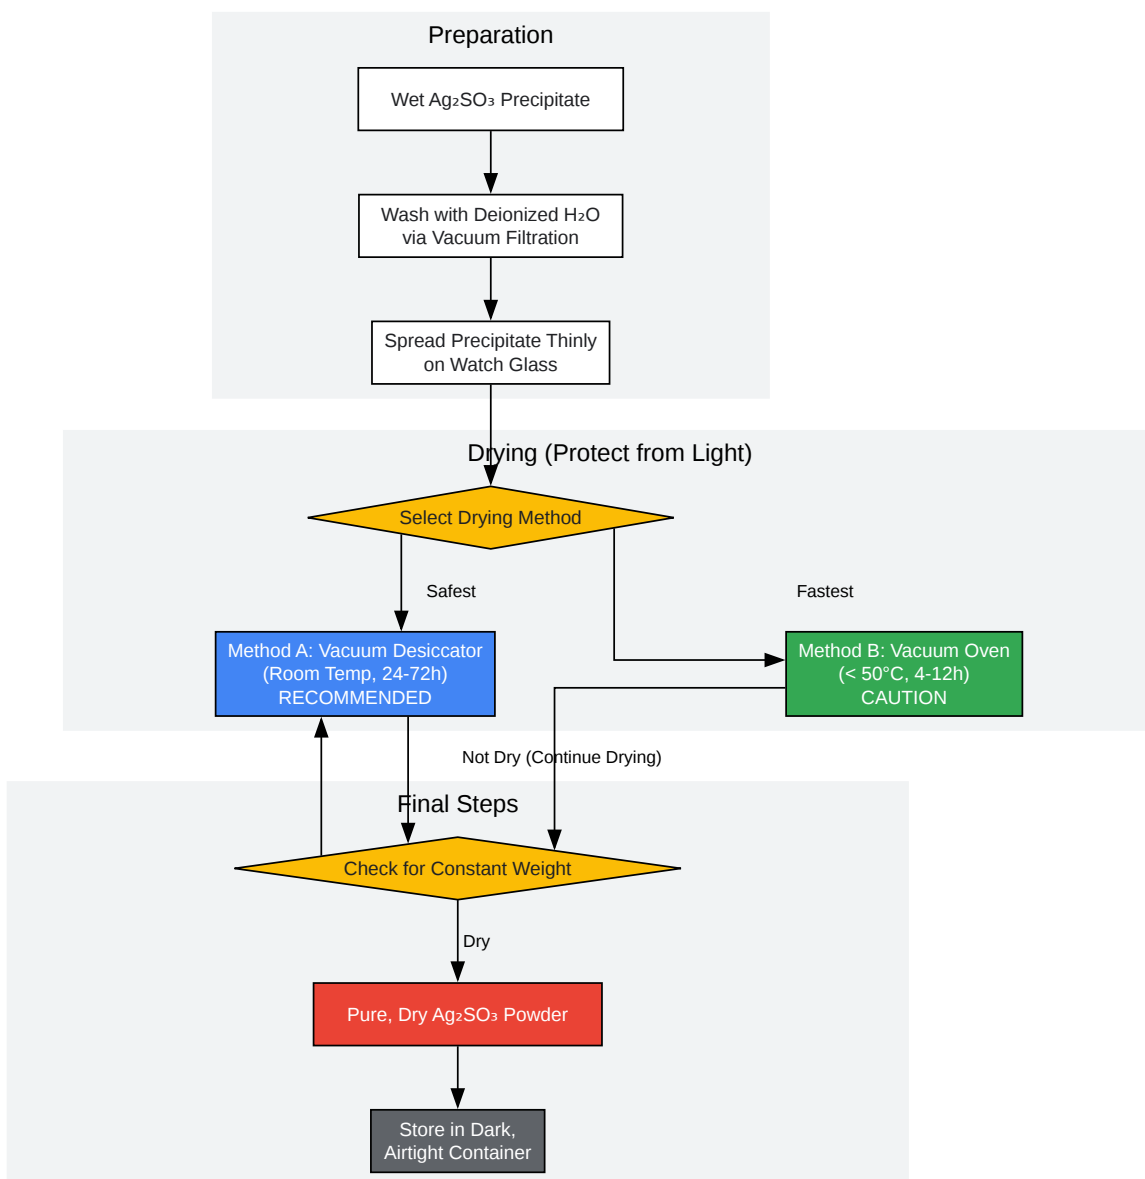 Preparation
Wet Ag₂SO₃ Precipitate
Wash with Deionized H₂O
via Vacuum Filtration
Spread Precipitate Thinly
on Watch Glass
Drying (Protect from Light)
Select Drying Method
Safest
Fastest
Method A: Vacuum Desiccator
(Room Temp, 24-72h)
RECOMMENDED
Method B: Vacuum Oven
(< 50°C, 4-12h)
CAUTION
Not Dry (Continue Drying)
Final Steps
Check for Constant Weight
Dry
Pure, Dry Ag₂SO₃ Powder
Store in Dark,
Airtight Container